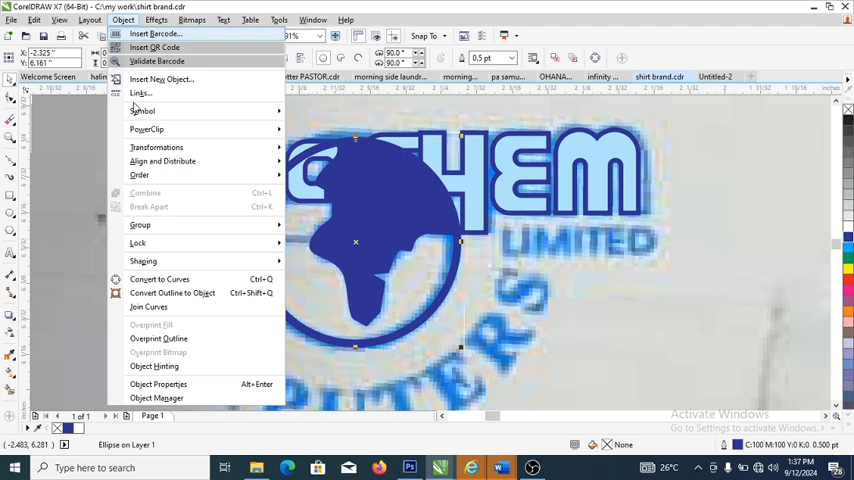 CorelDRAW X7 (64-Bit) - C:\my work\shirt brand.cdr
File Edit View Layout Object Effects Bitmaps Text Table Tools Window Help
Snap To
X: -2.325 "
Y: 6.161 "
90.0 °
90.0 °
0.5 pt
Welcome Screen
PASTOR.cdr
morning side laundr...
morning...
pa samu...
OHANA...
infinity ...
shirt brand.cdr
Untitled-2
Insert Barcode...
Insert QR Code
Validate Barcode
Insert New Object...
Links...
Symbol
PowerClip
Transformations
Align and Distribute
Order
Combine Ctrl+L
Break Apart Ctrl+K
Group
Lock
Shaping
Convert to Curves Ctrl+Q
Convert Outline to Object Ctrl+Shift+Q
Join Curves
Overprint Fill
Overprint Outline
Overprint Bitmap
Object Hinting
Object Properties Alt+Enter
Object Manager
HEM
LIMITED
inches
1 of 1
Page 1
Activate Windows
Go to Settings to activate Windows.
(-2.483, 6.281)
Ellipse on Layer 1
None
C:100 M:100 Y:0 K:0 0.500 pt
Type here to search
26°C
1:37 PM
9/12/2024
28